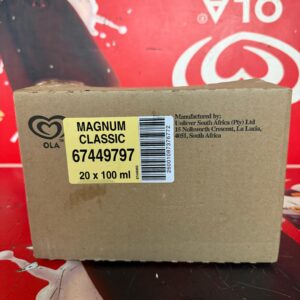 OLA
OLA
MAGNUM
CLASSIC
67449797
20 x 100 ml
Manufactured by:
Unilever South Africa (Pty) Ltd
15 Nollsworth Crescent, La Lucia,
4051, South Africa